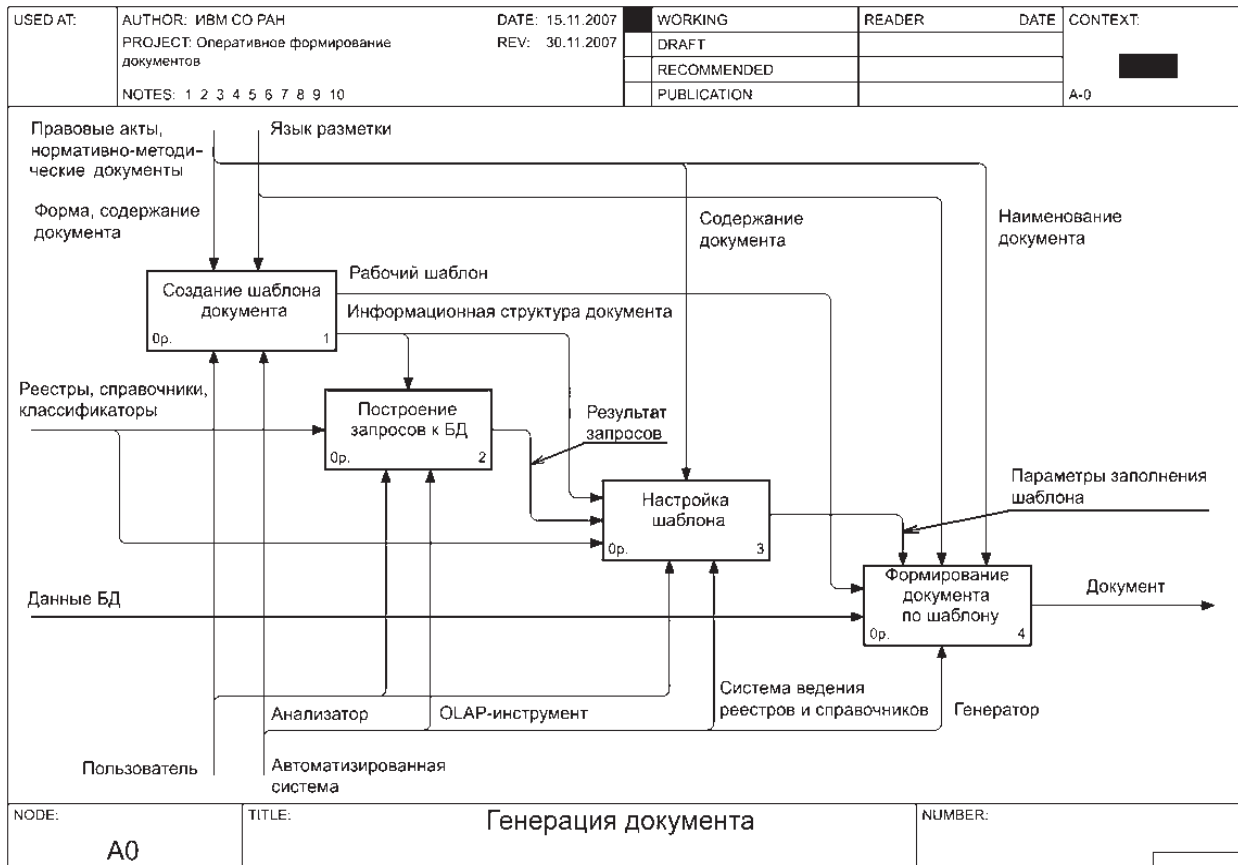 USED AT:
AUTHOR: ИВМ СО РАН
DATE: 15.11.2007
PROJECT: Оперативное формирование
документов
REV: 30.11.2007
NOTES: 1 2 3 4 5 6 7 8 9 10
WORKING
DRAFT
RECOMMENDED
PUBLICATION
READER
DATE
CONTEXT:
A-0
Правовые акты,
нормативно-методи-
ческие документы
Язык разметки
Форма, содержание
документа
Содержание
документа
Наименование
документа
Создание шаблона
документа
0р.
1
Рабочий шаблон
Информационная структура документа
Реестры, справочники,
классификаторы
Построение
запросов к БД
0р.
2
Результат
запросов
Настройка
шаблона
0р.
3
Параметры заполнения
шаблона
Формирование
документа
по шаблону
0р.
4
Документ
Данные БД
Анализатор
OLAP-инструмент
Система ведения
реестров и справочников
Генератор
Пользователь
Автоматизированная
система
NODE:
A0
TITLE:
Генерация документа
NUMBER: